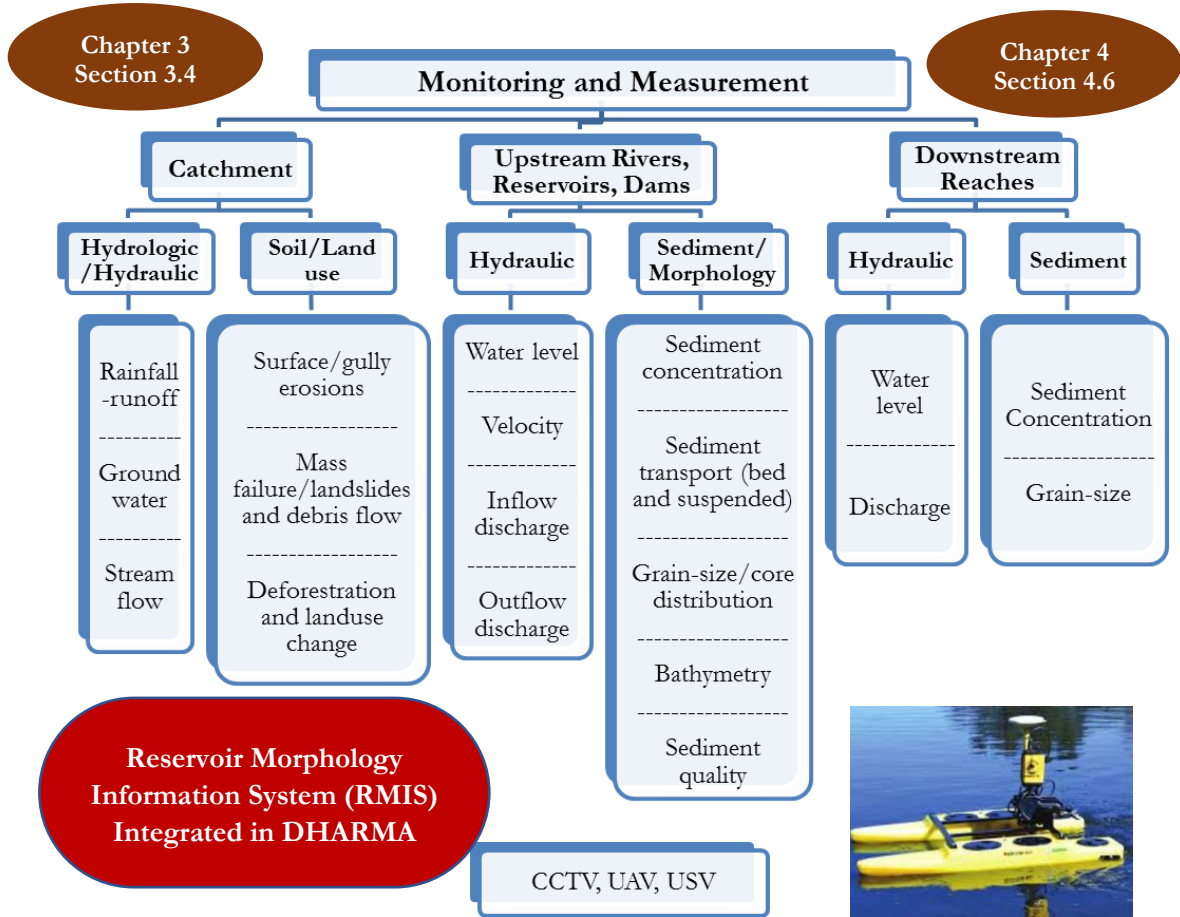 Chapter 3
Section 3.4
Monitoring and Measurement
Chapter 4
Section 4.6
Catchment
Upstream Rivers,
Reservoirs, Dams
Downstream
Reaches
Hydrologic
/Hydraulic
Soil/Land
use
Hydraulic
Sediment/
Morphology
Hydraulic
Sediment
Rainfall
-runoff
----------
Ground
water
----------
Stream
flow
Surface/gully
erosions
------------------
Mass
failure/landslides
and debris flow
------------------
Deforestration
and landuse
change
Water level
-------------
Velocity
-------------
Inflow
discharge
-------------
Outflow
discharge
Sediment
concentration
------------------
Sediment
transport (bed
and suspended)
------------------
Grain-size/core
distribution
------------------
Bathymetry
------------------
Sediment
quality
Water
level
-------------
Discharge
Sediment
Concentration
---------------
Grain-size
Reservoir Morphology
Information System (RMIS)
Integrated in DHARMA
CCTV, UAV, USV